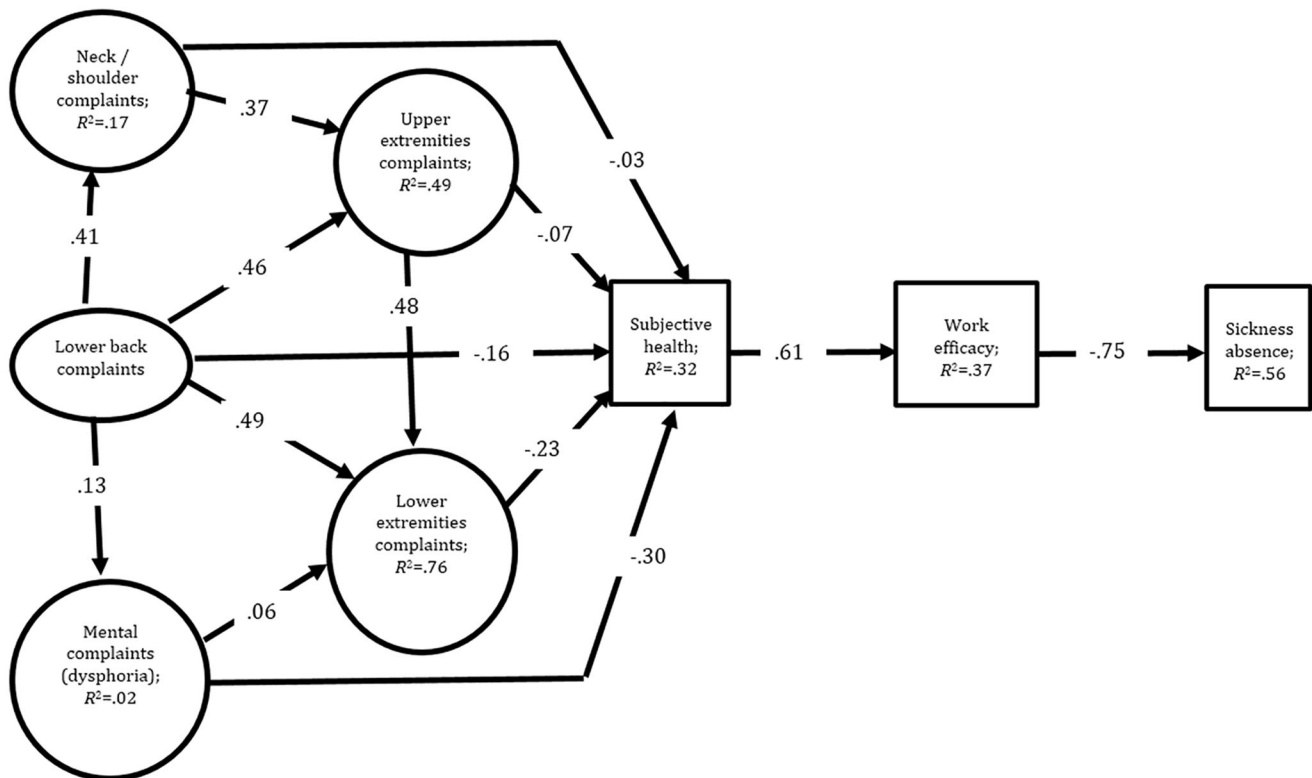 Neck /
shoulder
complaints;
R²=.17
.37
Upper
extremities
complaints;
R²=.49
-.03
.41
.46
-.07
.48
Lower back
complaints
-.16
Subjective
health;
R²=.32
.61
Work
efficacy;
R²=.37
-.75
Sickness
absence;
R²=.56
.49
-.23
.13
Lower
extremities
complaints;
R²=.76
-.30
.06
Mental
complaints
(dysphoria);
R²=.02